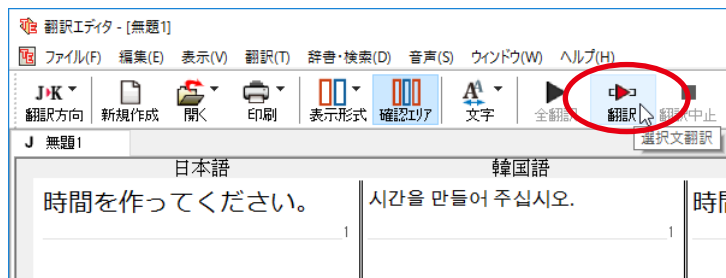 翻訳エディタ - [無題1]
ファイル(F) 編集(E) 表示(V) 翻訳(T) 辞書・検索(D) 音声(S) ウィンドウ(W) ヘルプ(H)
J▸K
翻訳方向 新規作成 開く 印刷 表示形式 確認エリア 文字 全翻訳 翻訳 翻訳中止
選択文翻訳
J 無題1
日本語 韓国語
時間を作ってください。 시간을 만들어 주십시오. 時
1 1